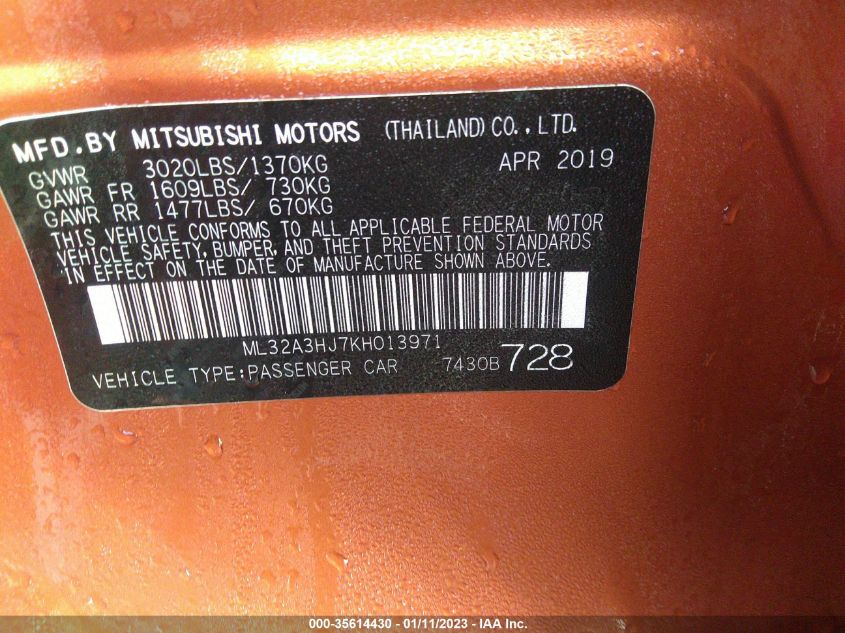 MFD. BY MITSUBISHI MOTORS (THAILAND) CO., LTD.
GVWR 3020LBS/1370KG APR 2019
GAWR FR 1609LBS/ 730KG
GAWR RR 1477LBS/ 670KG
THIS VEHICLE CONFORMS TO ALL APPLICABLE FEDERAL MOTOR
VEHICLE SAFETY, BUMPER, AND THEFT PREVENTION STANDARDS
IN EFFECT ON THE DATE OF MANUFACTURE SHOWN ABOVE.
ML32A3HJ7KH013971
VEHICLE TYPE:PASSENGER CAR 7430B 728
000-35614430 - 01/11/2023 - IAA Inc.